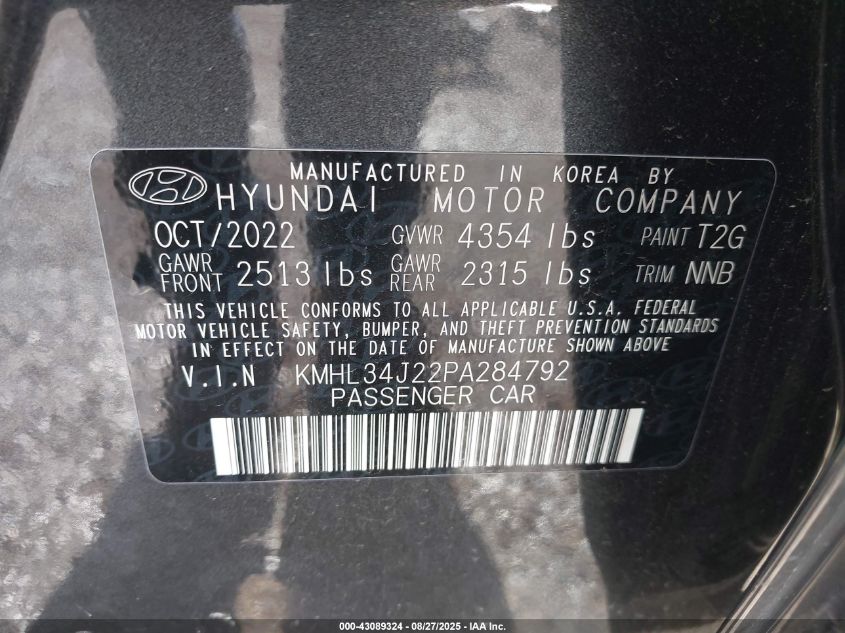 MANUFACTURED IN KOREA BY
HYUNDAI MOTOR COMPANY
OCT/2022 GVWR 4354 lbs PAINT T2G
GAWR FRONT 2513 lbs GAWR REAR 2315 lbs TRIM NNB
THIS VEHICLE CONFORMS TO ALL APPLICABLE U.S.A. FEDERAL
MOTOR VEHICLE SAFETY, BUMPER, AND THEFT PREVENTION STANDARDS
IN EFFECT ON THE DATE OF MANUFACTURE SHOWN ABOVE
V.I.N KMHL34J22PA284792
PASSENGER CAR
000-43089324 - 08/27/2025 - IAA Inc.